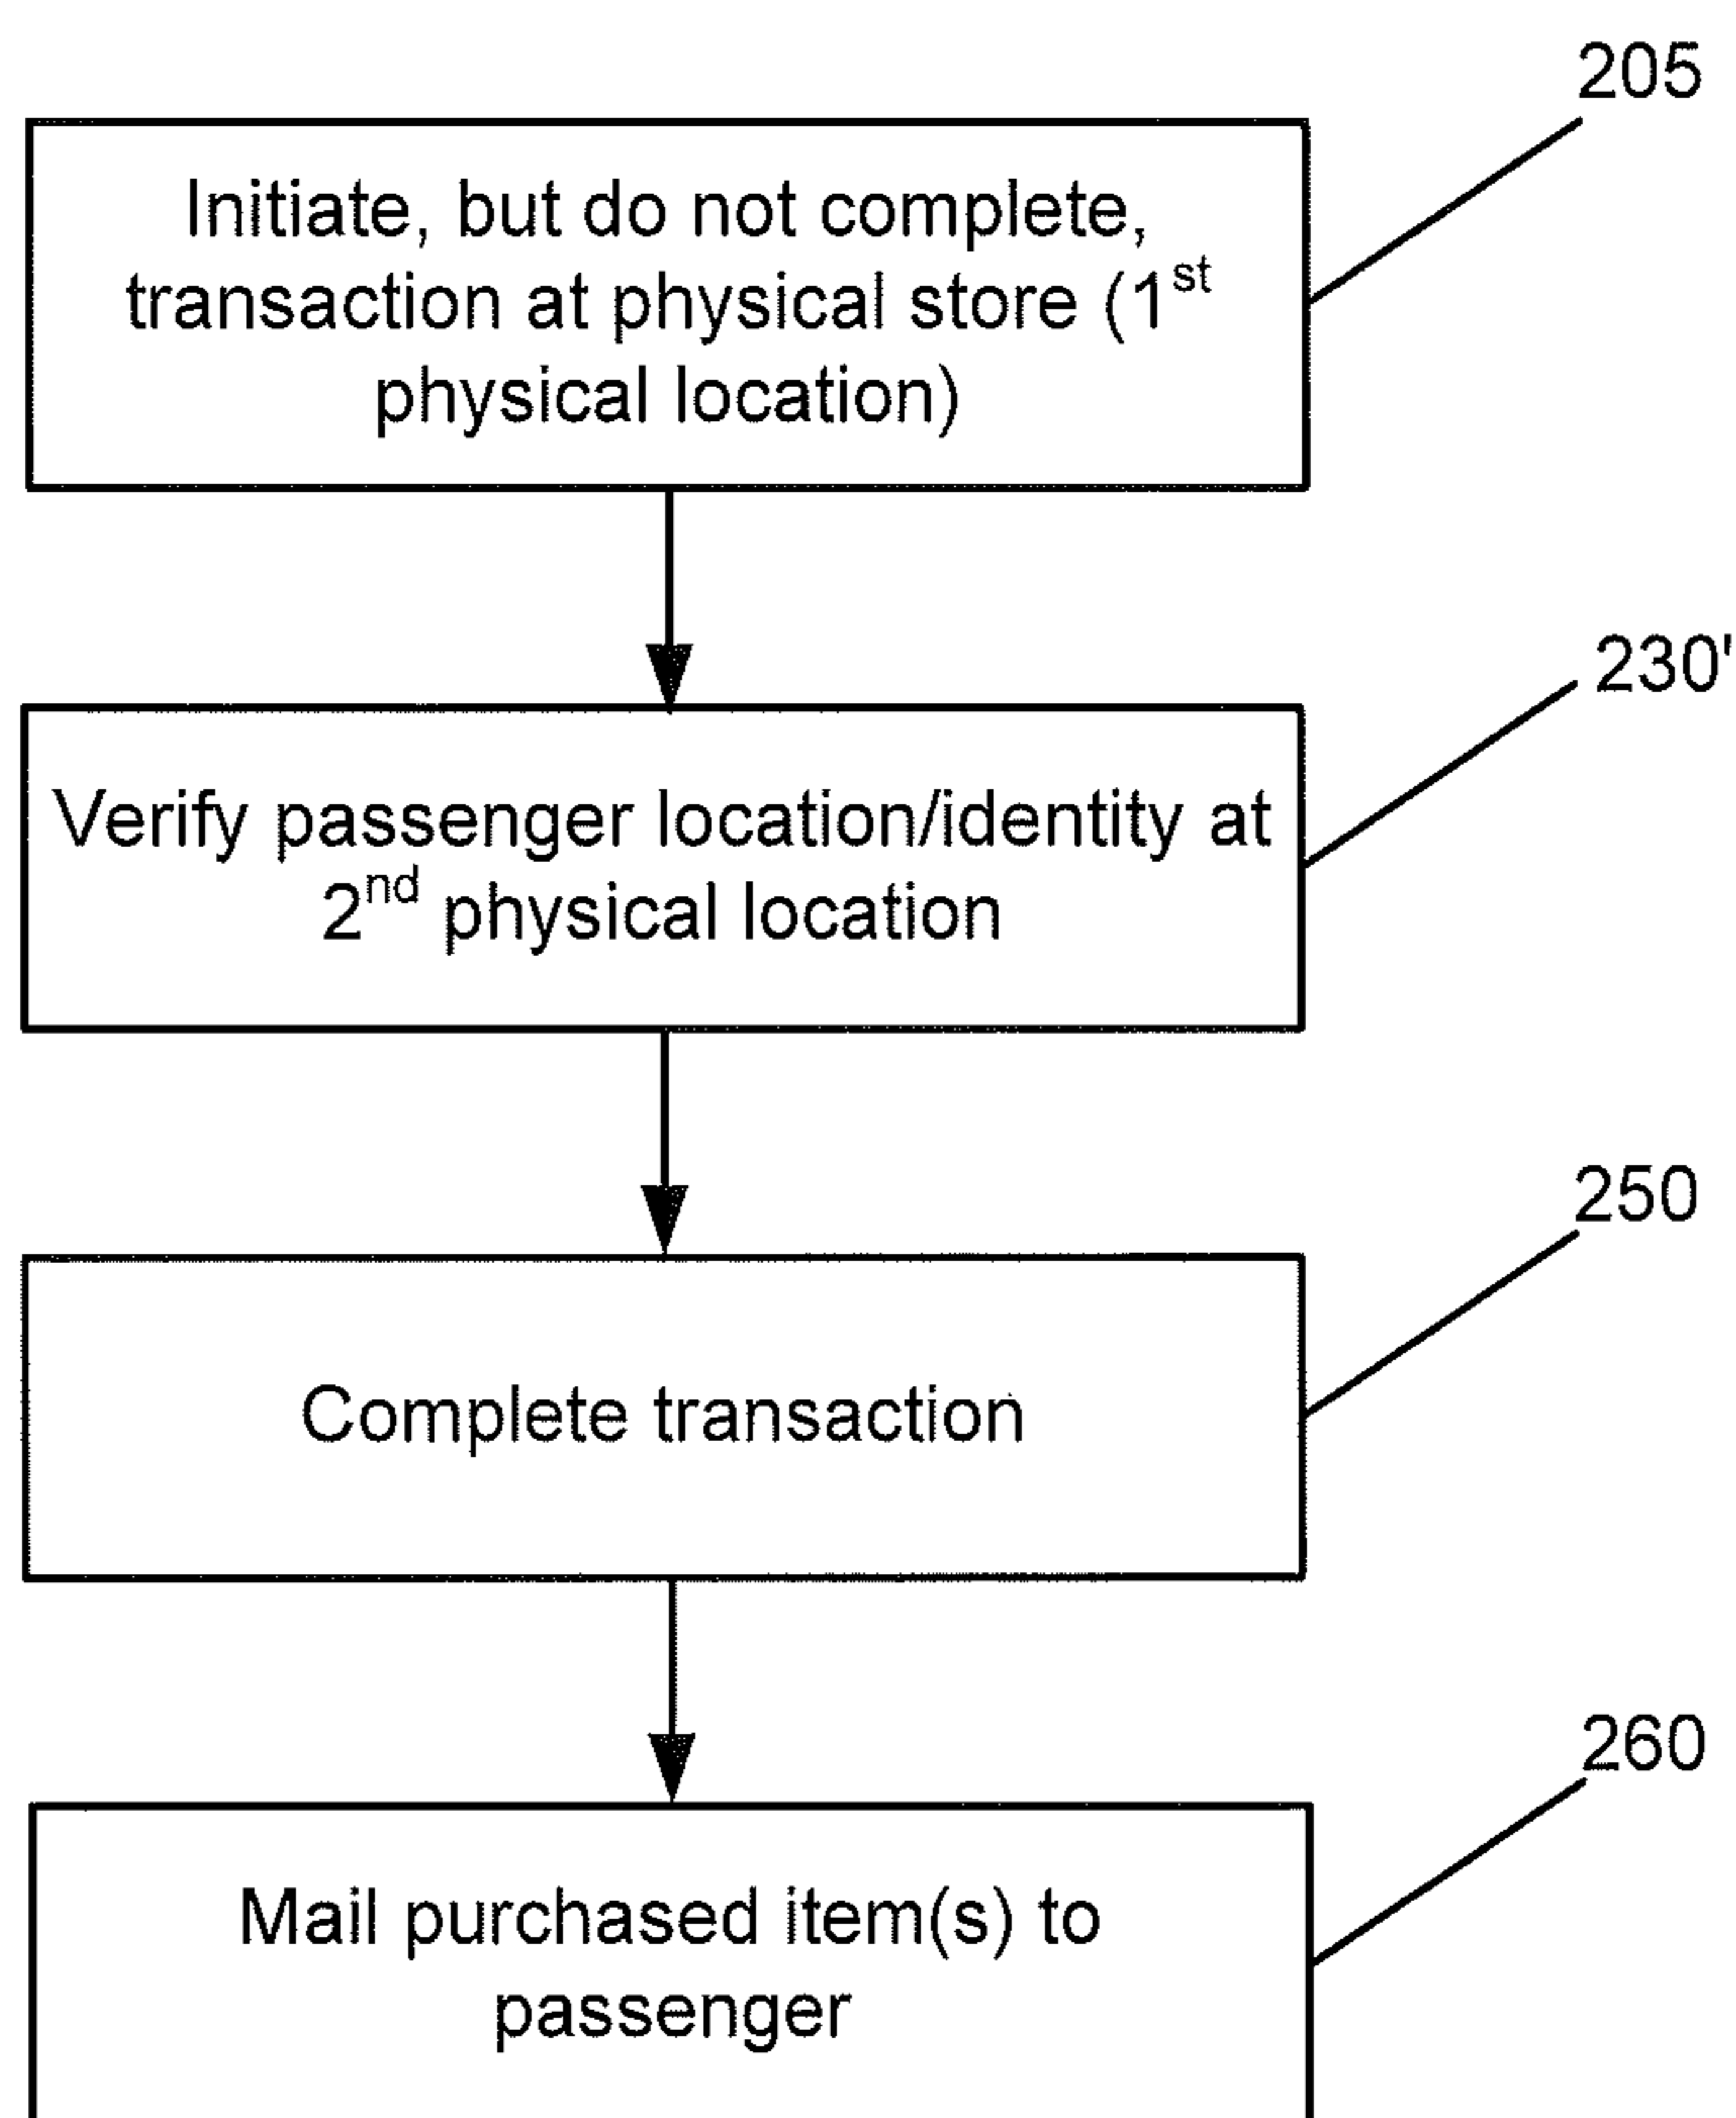 205
Initiate, but do not complete,
transaction at physical store (1st
physical location)
230'
Verify passenger location/identity at
2nd physical location
250
Complete transaction
260
Mail purchased item(s) to
passenger